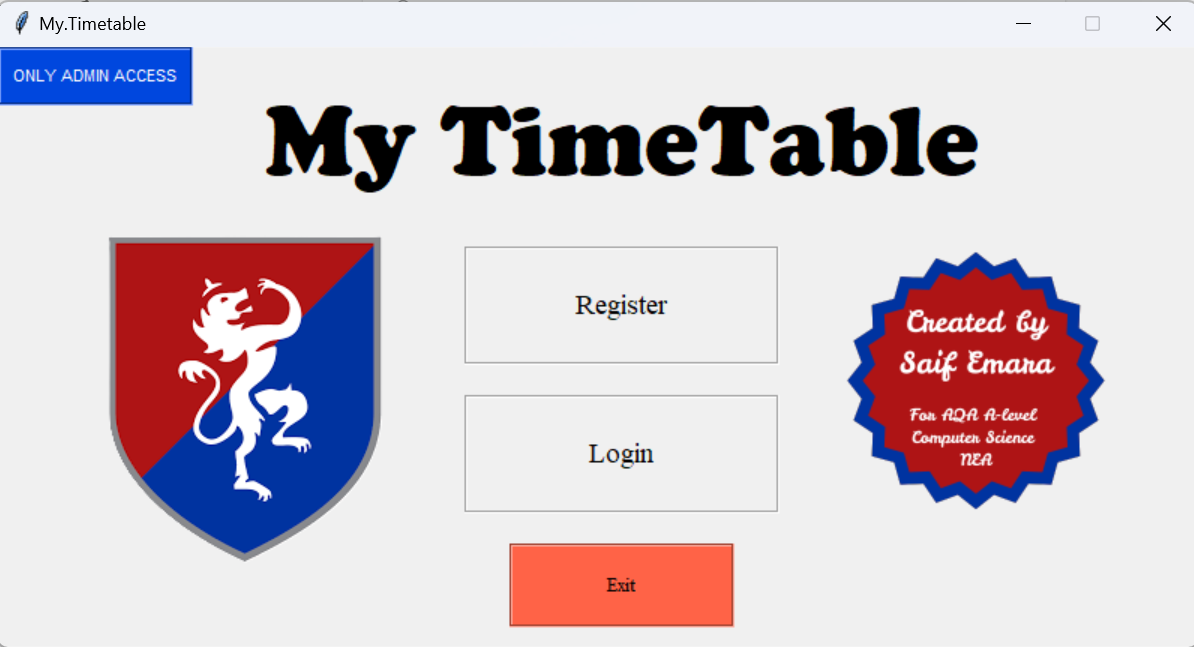 My.Timetable
ONLY ADMIN ACCESS
My TimeTable
Register
Login
Exit
Created by
Saif Emara
For AQA A-level
Computer Science
NEA